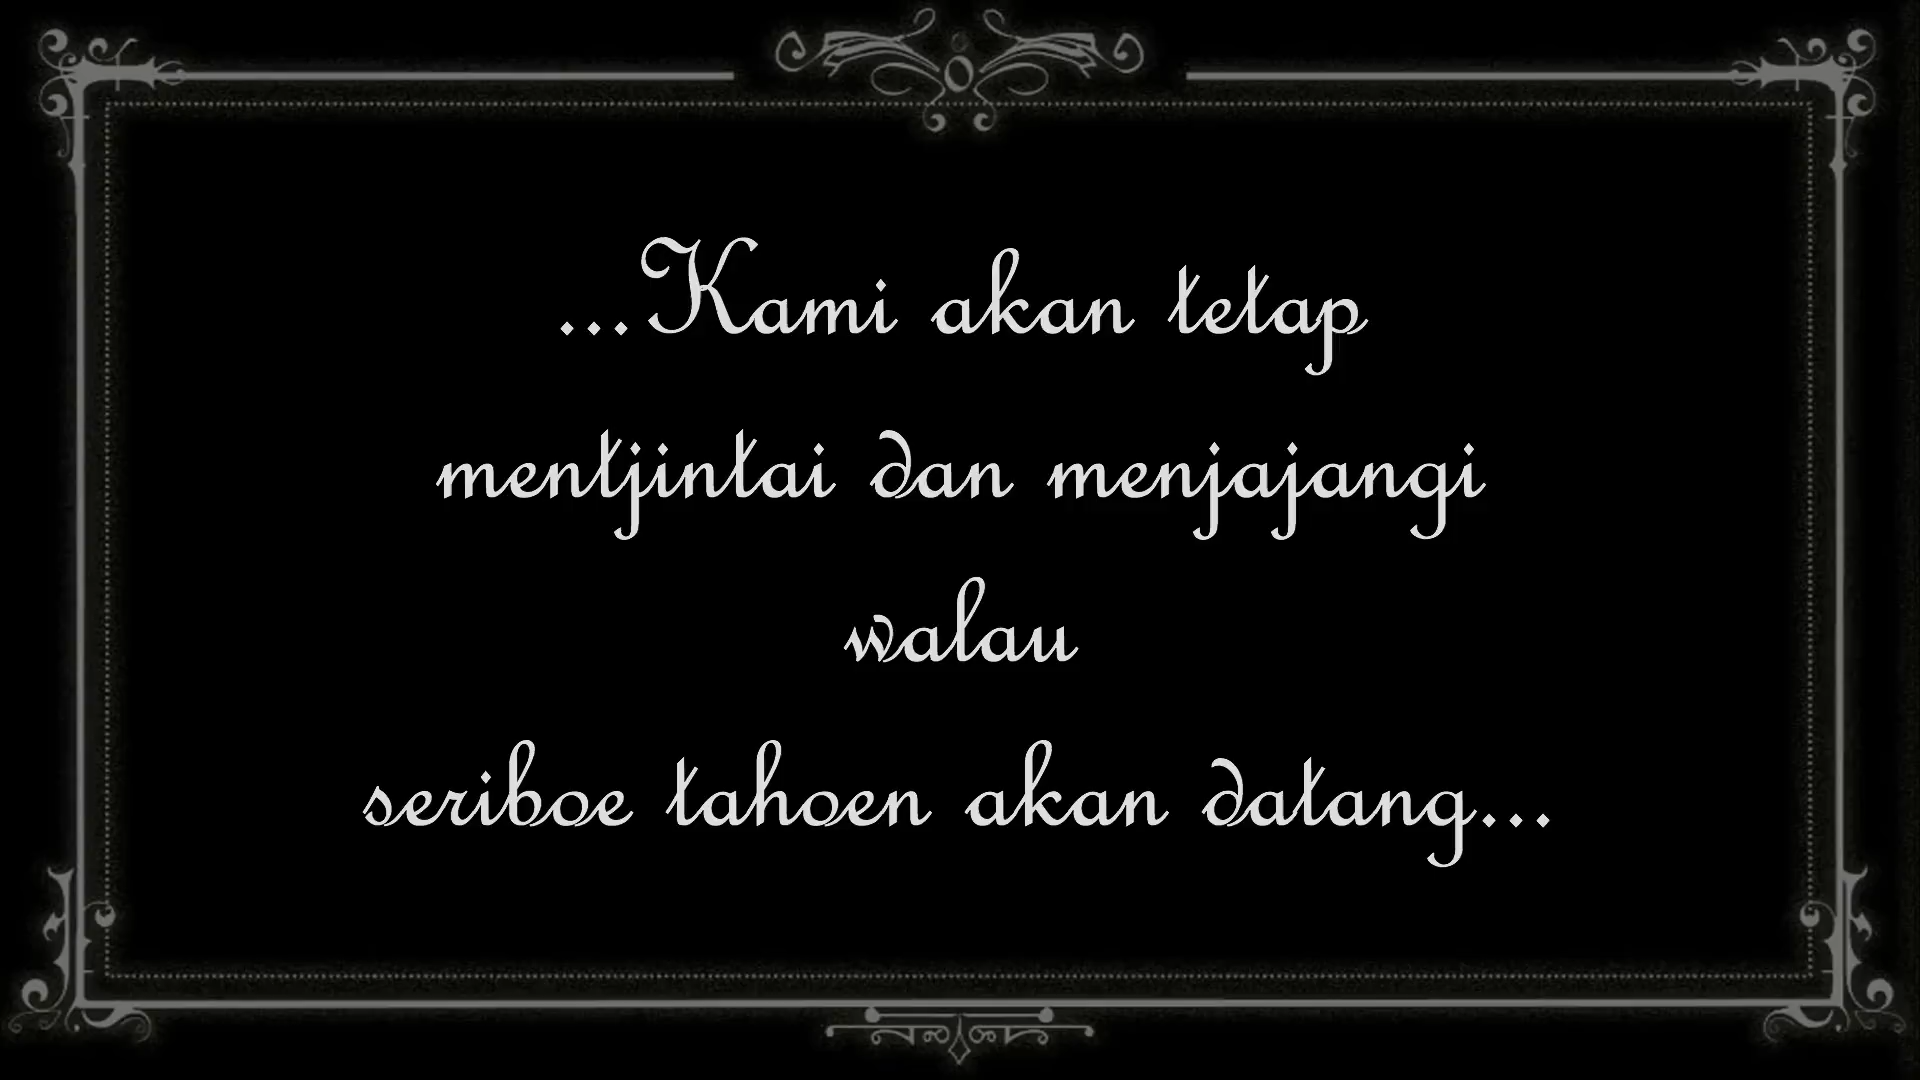 ...Kami akan tetap
mentjintai dan menjajangi
walau
seriboe tahoen akan datang...